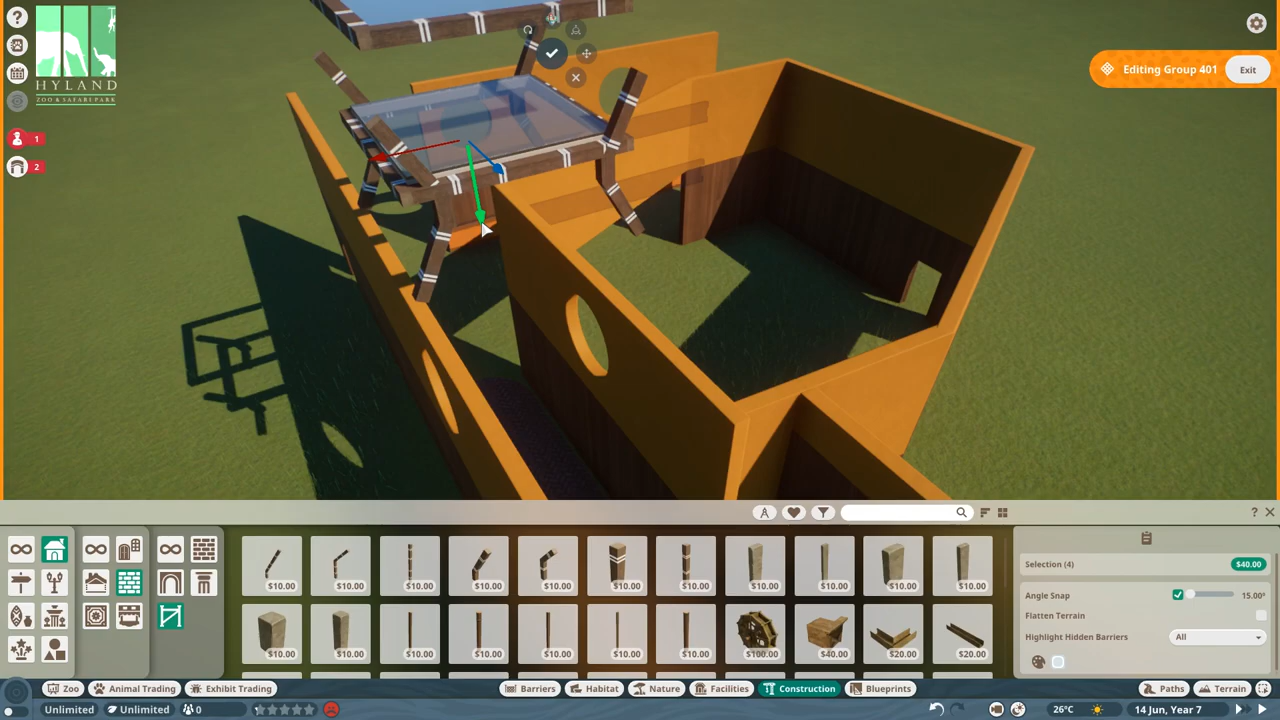 HYLAND
ZOO & SAFARI PARK
Editing Group 401
Exit
1
2
?
?
Selection (4)
$40.00
Angle Snap
15.00°
Flatten Terrain
Highlight Hidden Barriers
All
$10.00 $10.00 $10.00 $10.00 $10.00 $10.00 $10.00 $10.00 $10.00 $10.00 $10.00
$10.00 $10.00 $10.00 $10.00 $10.00 $10.00 $10.00 $100.00 $40.00 $20.00 $20.00
Zoo
Animal Trading
Exhibit Trading
Barriers
Habitat
Nature
Facilities
Construction
Blueprints
Paths
Terrain
Unlimited
Unlimited
0
26°C
14 Jun, Year 7